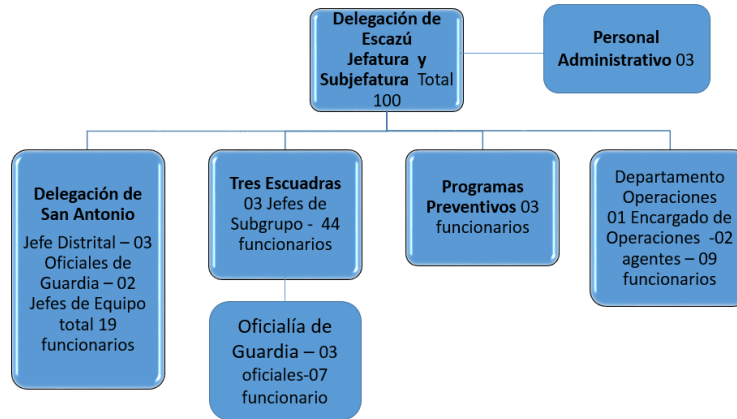 Delegación de
Escazú
Jefatura y
Subjefatura Total
100
Personal
Administrativo 03
Delegación de
San Antonio
Jefe Distrital – 03
Oficiales de
Guardia – 02
Jefes de Equipo
total 19
funcionarios
Tres Escuadras
03 Jefes de
Subgrupo - 44
funcionarios
Programas
Preventivos 03
funcionarios
Departamento
Operaciones
01 Encargado de
Operaciones -02
agentes – 09
funcionarios
Oficialía de
Guardia – 03
oficiales-07
funcionario